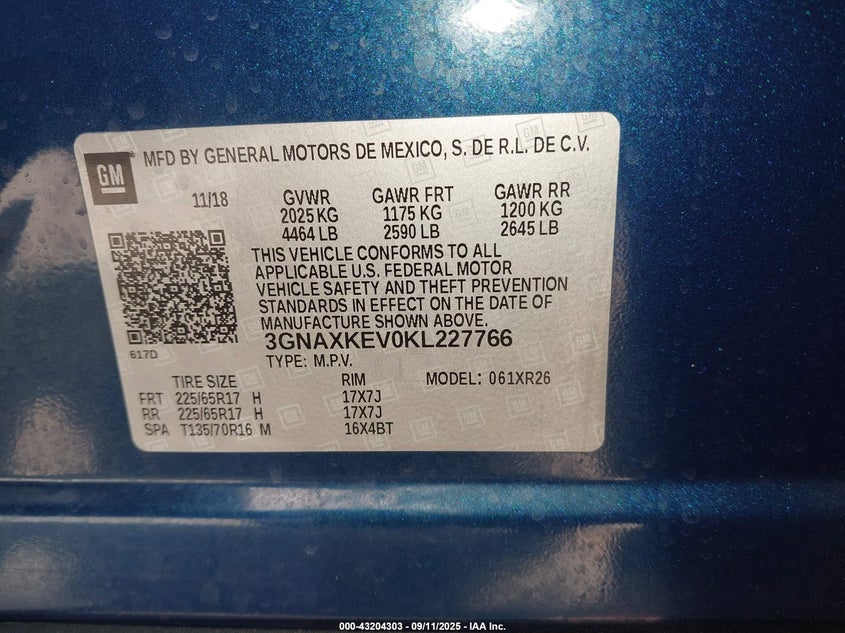 GM
MFD BY GENERAL MOTORS DE MEXICO, S. DE R.L. DE C.V.
11/18 GVWR GAWR FRT GAWR RR
2025 KG 1175 KG 1200 KG
4464 LB 2590 LB 2645 LB
THIS VEHICLE CONFORMS TO ALL
APPLICABLE U.S. FEDERAL MOTOR
VEHICLE SAFETY AND THEFT PREVENTION
STANDARDS IN EFFECT ON THE DATE OF
MANUFACTURE SHOWN ABOVE.
617D
3GNAXKEV0KL227766
TYPE: M.P.V.
TIRE SIZE RIM MODEL: 061XR26
FRT 225/65R17 H 17X7J
RR 225/65R17 H 17X7J
SPA T135/70R16 M 16X4BT
000-43204303 - 09/11/2025 - IAA Inc.